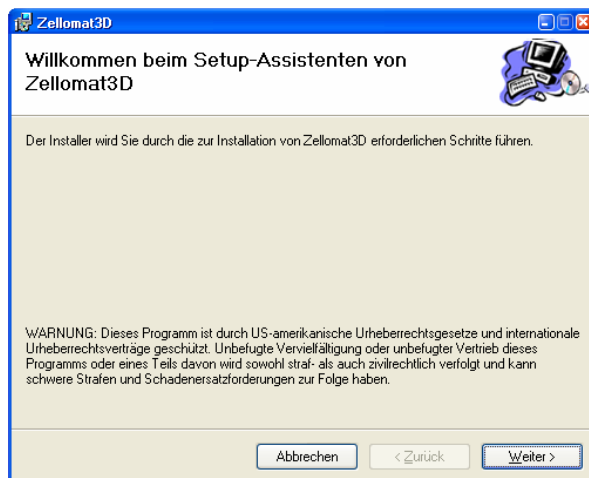 Zellomat3D
Willkommen beim Setup-Assistenten von
Zellomat3D
Der Installer wird Sie durch die zur Installation von Zellomat3D erforderlichen Schritte führen.
WARNUNG: Dieses Programm ist durch US-amerikanische Urheberrechtsgesetze und internationale
Urheberrechtsverträge geschützt. Unbefugte Vervielfältigung oder unbefugter Vertrieb dieses
Programms oder eines Teils davon wird sowohl straf- als auch zivilrechtlich verfolgt und kann
schwere Strafen und Schadenersatzforderungen zur Folge haben.
Abbrechen < Zurück Weiter >